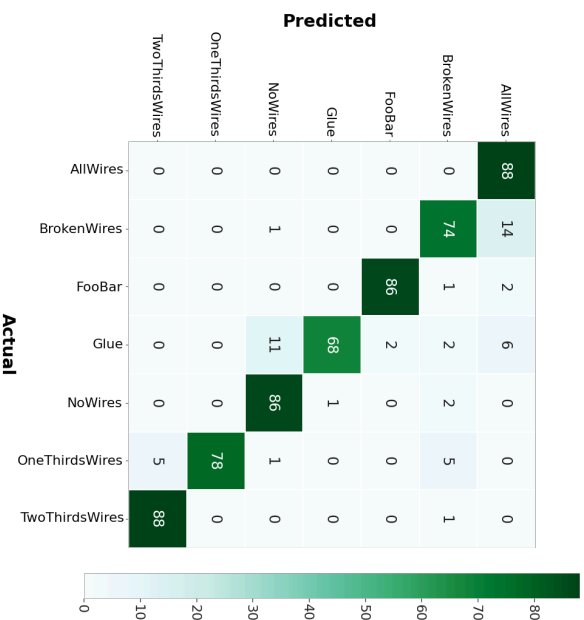 Predicted
TwoThirdsWires OneThirdsWires NoWires Glue FooBar BrokenWires AllWires
AllWires 0 0 0 0 0 0 88
BrokenWires 0 0 1 0 0 74 14
FooBar 0 0 0 0 86 1 2
Glue 0 0 11 68 2 2 6
NoWires 0 0 86 1 0 2 0
OneThirdsWires 5 78 1 0 0 5 0
TwoThirdsWires 88 0 0 0 0 1 0
Actual
0 10 20 30 40 50 60 70 80